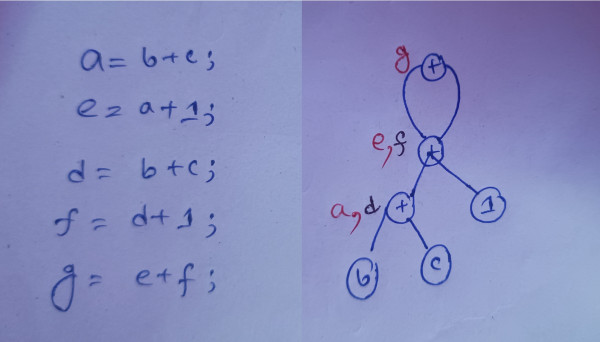 a = b+c;
e = a+1;
d = b+c;
f = d+1;
g = e+f;
g +
e,f +
a,d + 1
b c